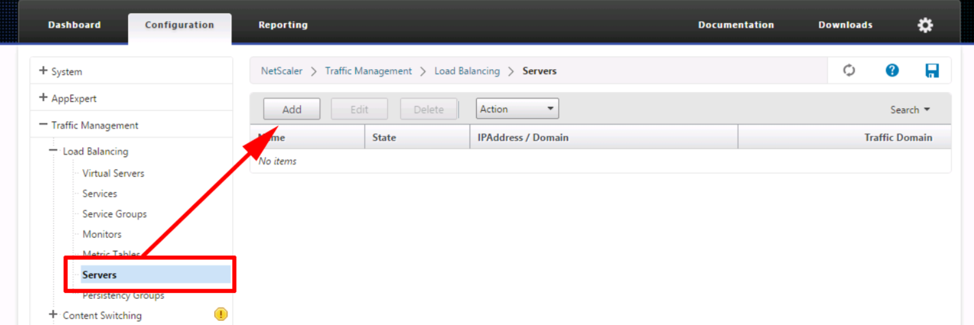 Dashboard Configuration Reporting Documentation Downloads
+ System
+ AppExpert
− Traffic Management
− Load Balancing
Virtual Servers
Services
Service Groups
Monitors
Metric Tables
Servers
Persistency Groups
+ Content Switching
NetScaler > Traffic Management > Load Balancing > Servers
Add Edit Delete Action Search
Name State IPAddress / Domain Traffic Domain
No items